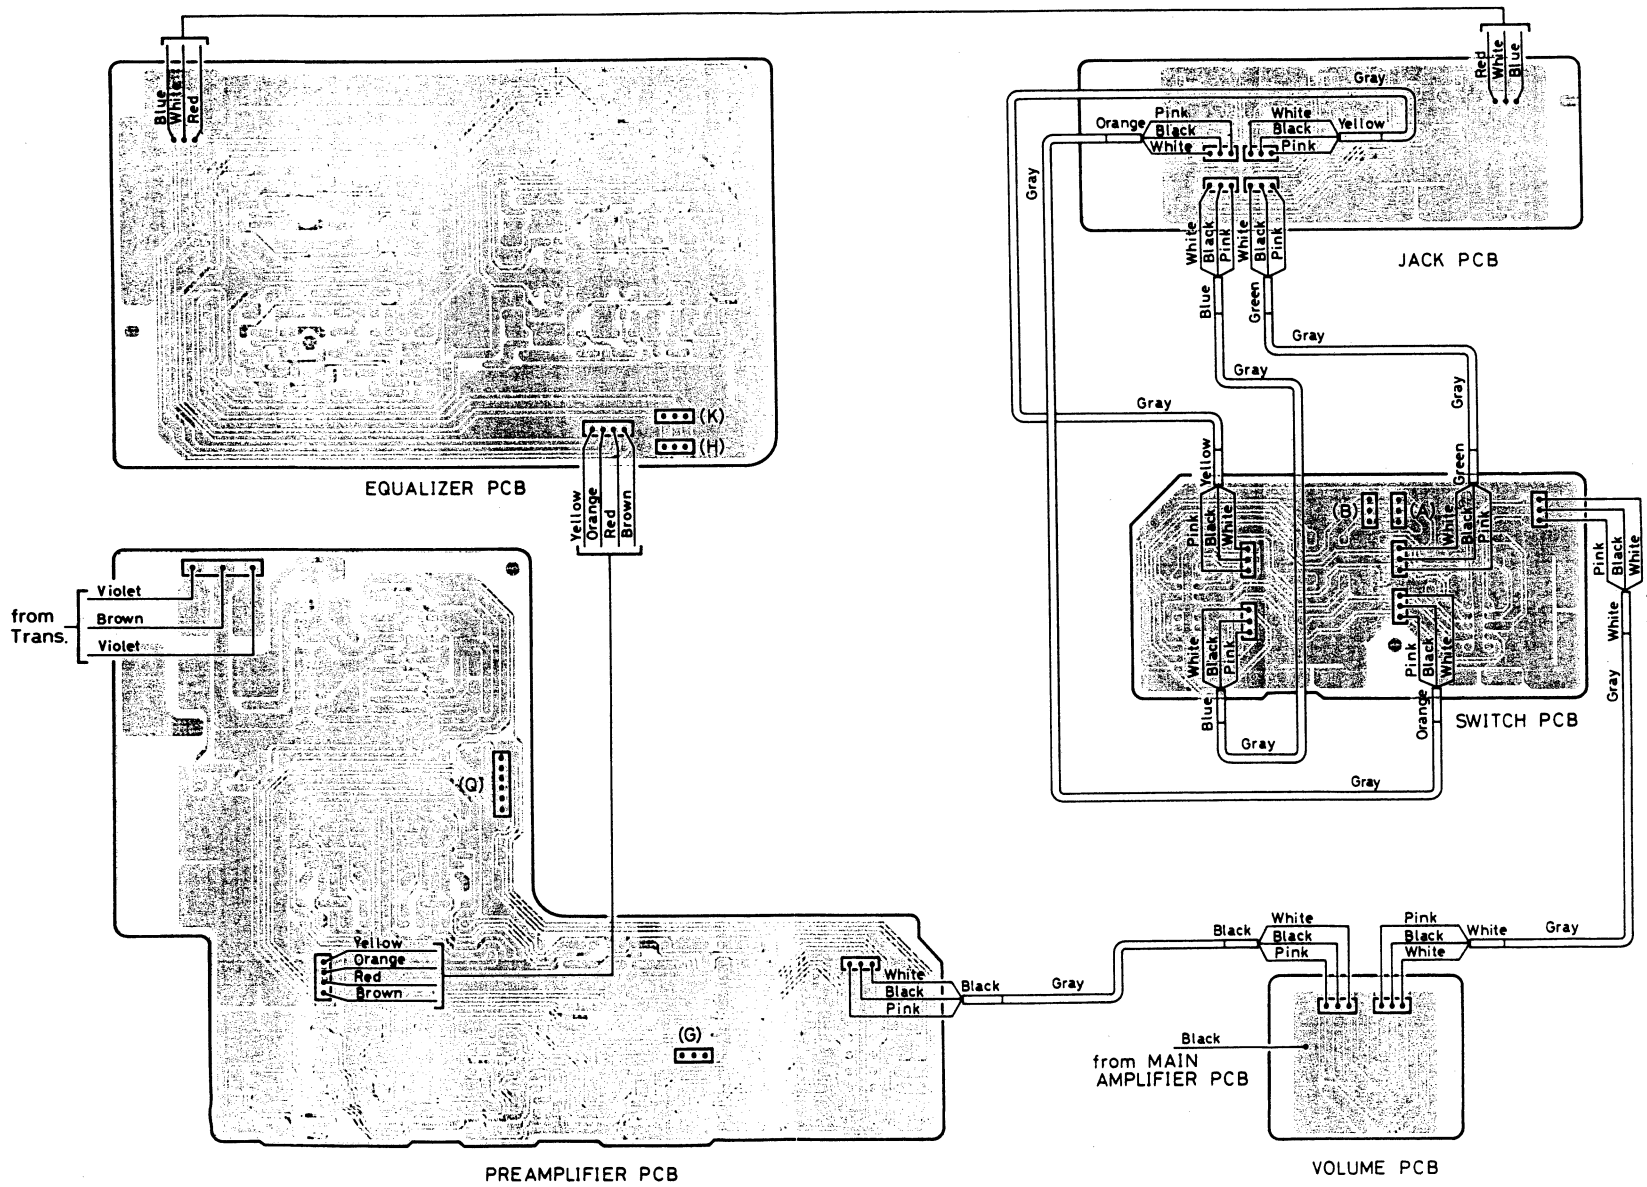 Blue
White
Red
(K)
(H)
EQUALIZER PCB
Yellow
Orange
Red
Brown
Red
White
Blue
Gray
Orange
Pink
Black
White
White
Black
Pink
Yellow
Gray
White
Black
Pink
White
Black
Pink
JACK PCB
Blue
Green
Gray
Gray
Gray
Gray
Yellow
Green
Pink
Black
White
(B)
(A)
White
Black
Pink
Pink
Black
White
White
Black
Pink
Pink
Black
White
White
Gray
Blue
Orange
SWITCH PCB
Gray
Gray
from
Trans.
Violet
Brown
Violet
(Q)
Yellow
Orange
Red
Brown
White
Black
Pink
Black
Gray
(G)
PREAMPLIFIER PCB
Black
White
Black
Pink
Pink
Black
White
White
Gray
Black
from MAIN
AMPLIFIER PCB
VOLUME PCB